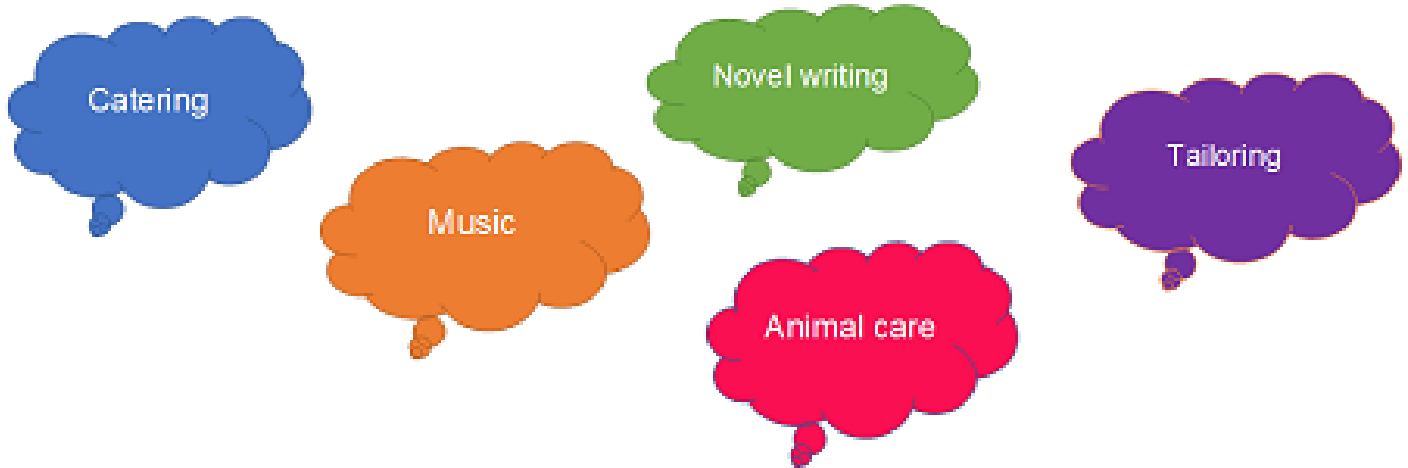 Catering
Novel writing
Tailoring
Music
Animal care